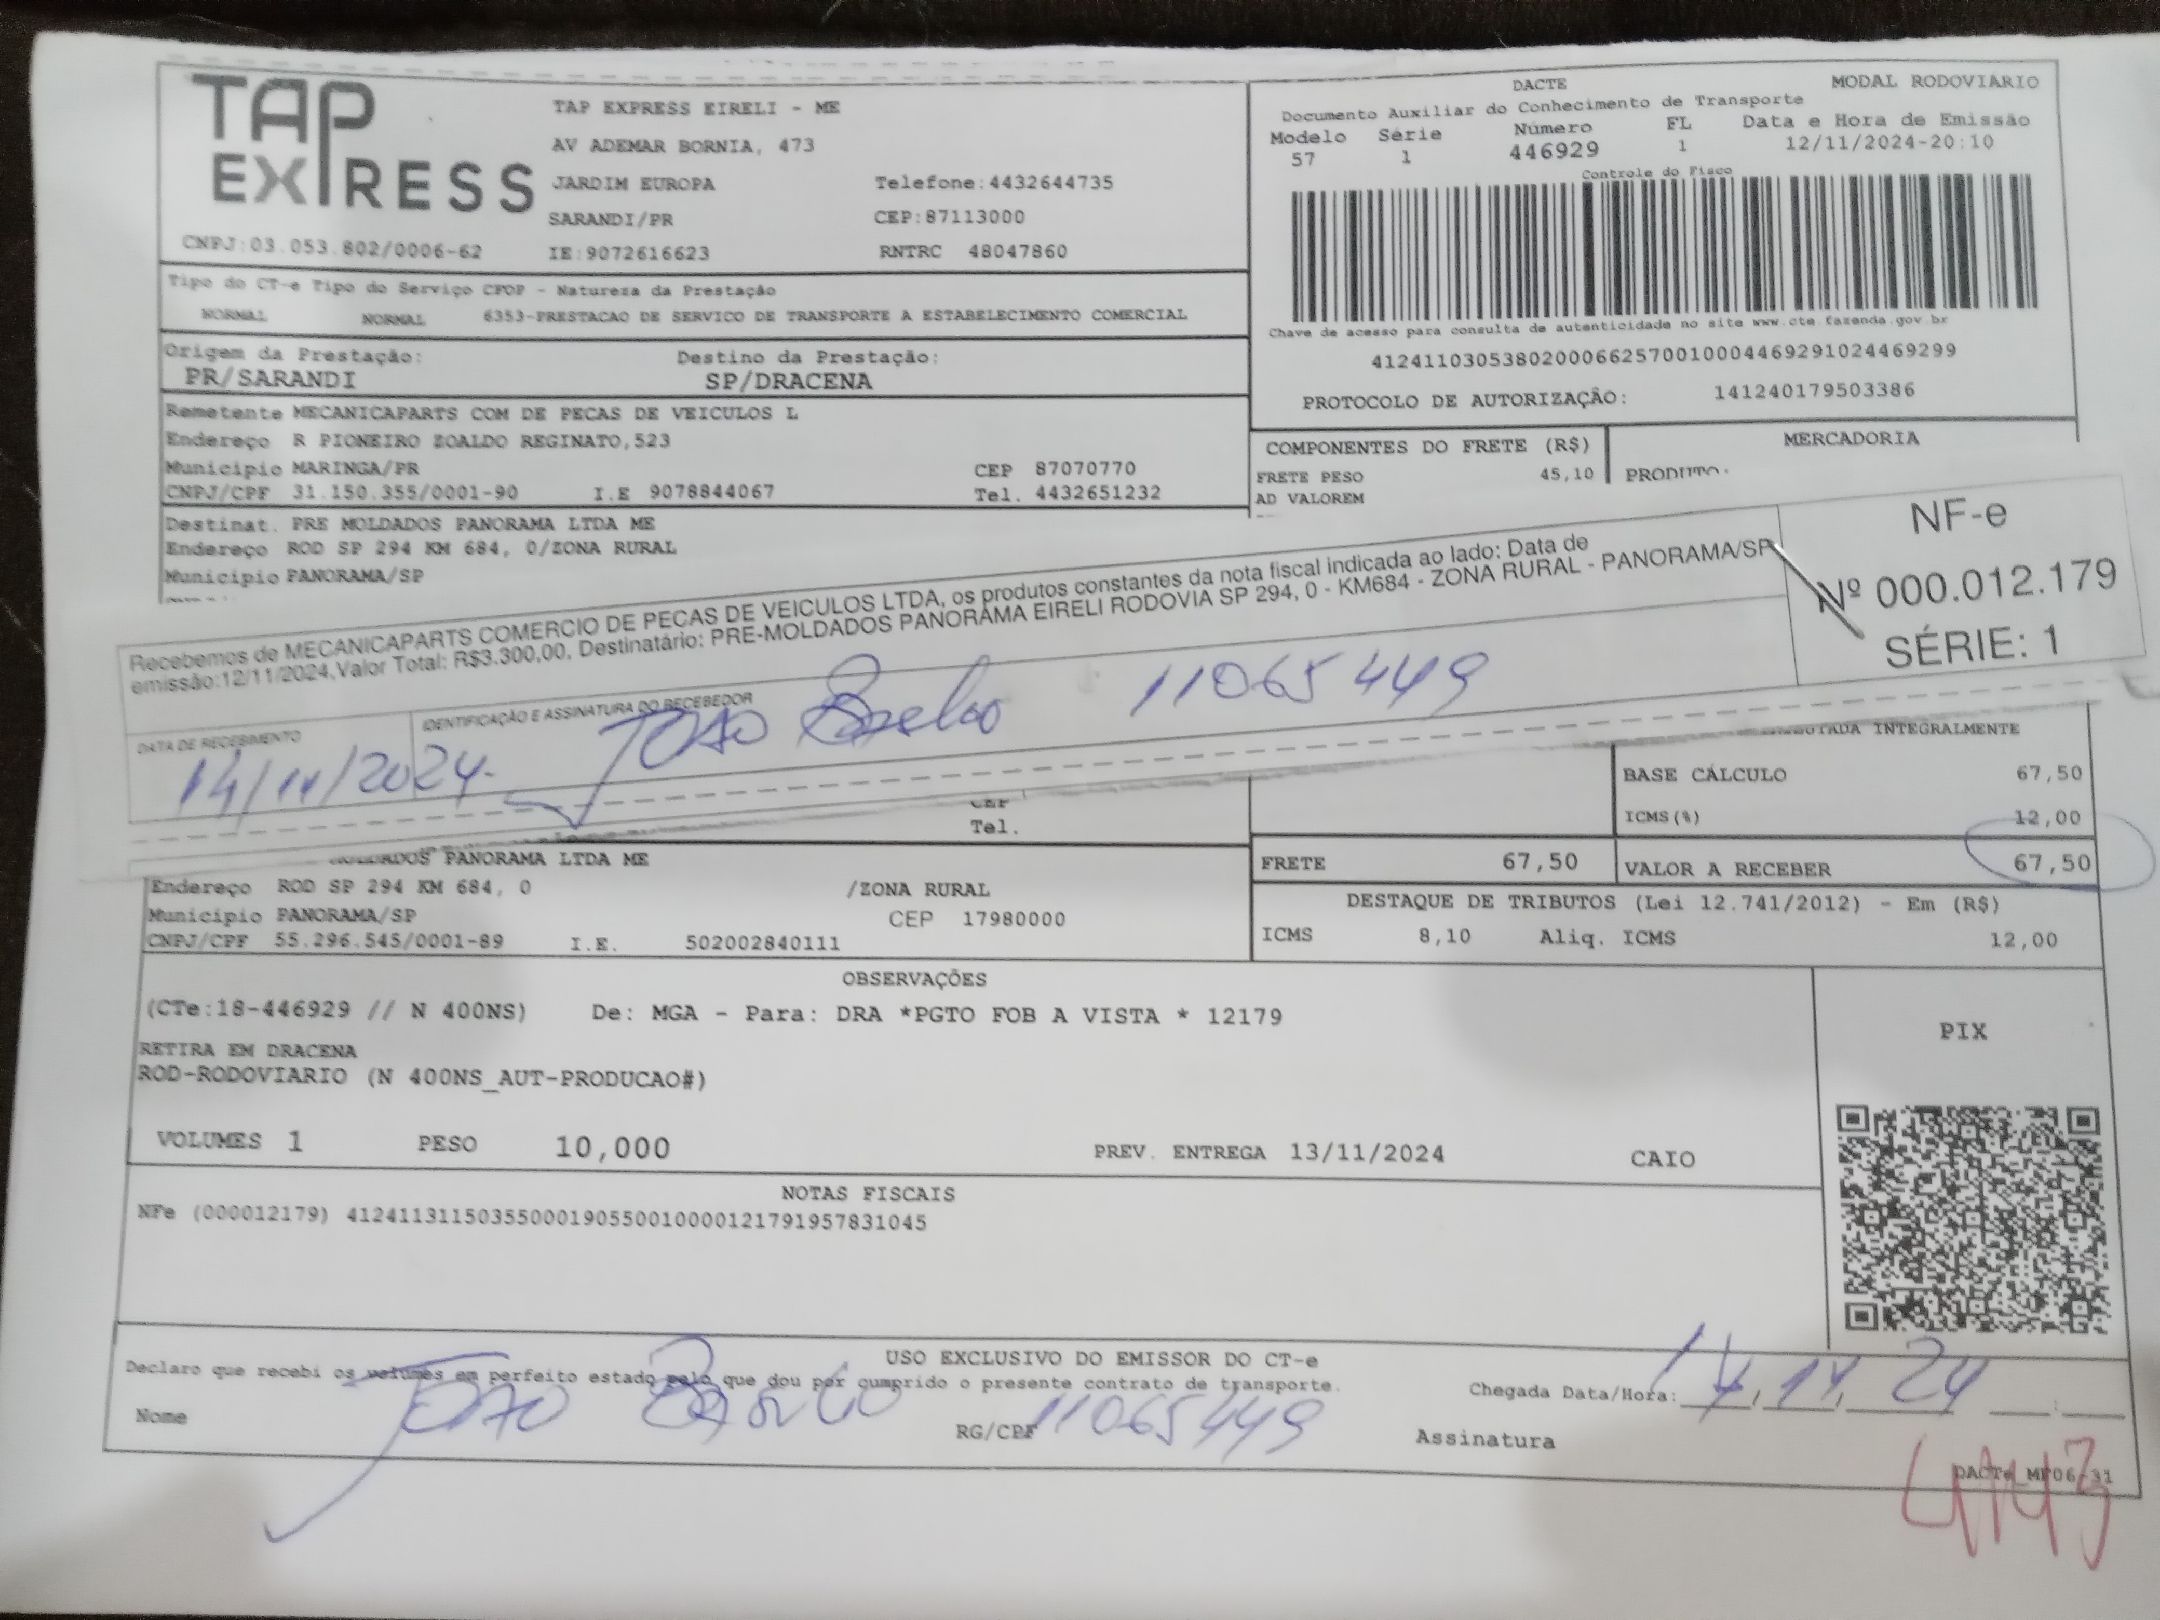 TAP
EXPRESS
TAP EXPRESS EIRELI - ME
AV ADEMAR BORNIA, 473
JARDIM EUROPA Telefone:4432644735
SARANDI/PR CEP:87113000
CNPJ:03.053.802/0006-62 IE:9072616623 RNTRC 48047860
DACTE MODAL RODOVIARIO
Documento Auxiliar do Conhecimento de Transporte
Modelo Série Número FL Data e Hora de Emissão
57 1 446929 1 12/11/2024-20:10
Controle do Fisco
Chave de acesso para consulta de autenticidade no site www.cte.fazenda.gov.br
41241103053802000662570010004469291024469299
PROTOCOLO DE AUTORIZAÇÃO: 141240179503386
Tipo do CT-e Tipo do Serviço CFOP - Natureza da Prestação
NORMAL NORMAL 6353-PRESTACAO DE SERVICO DE TRANSPORTE A ESTABELECIMENTO COMERCIAL
Origem da Prestação: Destino da Prestação:
PR/SARANDI SP/DRACENA
Remetente MECANICAPARTS COM DE PECAS DE VEICULOS L
Endereço R PIONEIRO ZOALDO REGINATO,523
Município MARINGA/PR CEP 87070770
CNPJ/CPF 31.150.355/0001-90 I.E 9078844067 Tel. 4432651232
Destinat. PRE MOLDADOS PANORAMA LTDA ME
Endereço ROD SP 294 KM 684, 0/ZONA RURAL
Município PANORAMA/SP
COMPONENTES DO FRETE (R$) MERCADORIA
FRETE PESO 45,10 PRODUTO:
AD VALOREM
Recebemos de MECANICAPARTS COMERCIO DE PECAS DE VEICULOS LTDA, os produtos constantes da nota fiscal indicada ao lado: Data de
emissão:12/11/2024,Valor Total: R$3.300,00, Destinatário: PRE-MOLDADOS PANORAMA EIRELI RODOVIA SP 294, 0 - KM684 - ZONA RURAL - PANORAMA/SP
NF-e
Nº 000.012.179
SÉRIE: 1
DATA DE RECEBIMENTO IDENTIFICAÇÃO E ASSINATURA DO RECEBEDOR
14/11/2024. JOAO 11065449
INTEGRALMENTE
BASE CÁLCULO 67,50
ICMS(%) 12,00
Tel.
FRETE 67,50 VALOR A RECEBER 67,50
PANORAMA LTDA ME
Endereço ROD SP 294 KM 684, 0 /ZONA RURAL
Município PANORAMA/SP CEP 17980000
CNPJ/CPF 55.296.545/0001-89 I.E. 502002840111
DESTAQUE DE TRIBUTOS (Lei 12.741/2012) - Em (R$)
ICMS 8,10 Aliq. ICMS 12,00
OBSERVAÇÕES
(CTe:18-446929 // N 400NS) De: MGA - Para: DRA *PGTO FOB A VISTA * 12179
RETIRA EM DRACENA
ROD-RODOVIARIO (N 400NS_AUT-PRODUCAO#)
PIX
VOLUMES 1 PESO 10,000 PREV. ENTREGA 13/11/2024 CAIO
NOTAS FISCAIS
NFe (000012179) 41241131150355000190550010000121791957831045
USO EXCLUSIVO DO EMISSOR DO CT-e
Declaro que recebi os volumes em perfeito estado pelo que dou por cumprido o presente contrato de transporte.
Chegada Data/Hora: 14,11,24
Nome JOAO RG/CPF 11065449 Assinatura